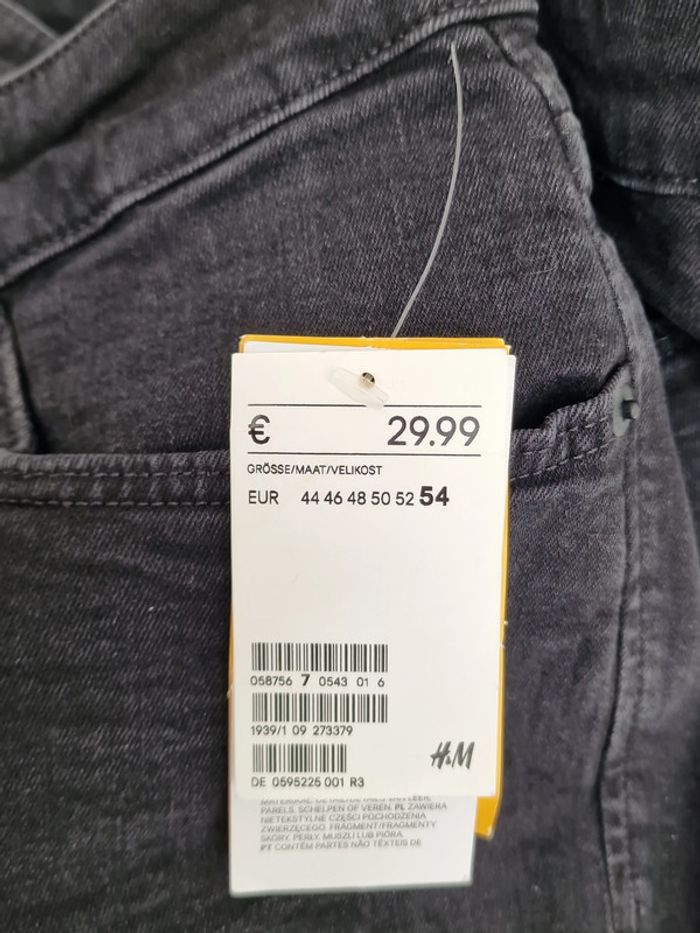 € 29.99
GRÖSSE/MAAT/VELIKOST
EUR 44 46 48 50 52 54
058756 7 0543 01 6
1939/1 09 273379
H&M
DE 0595225 001 R3
PARELS. SCHELPEN OF VEREN. PL ZAWIERA
NIETEKSTYLNE CZĘŚCI POCHODZENIA
ZWIERZĘCEGO. FRAGMENT/FRAGMENTY
SKÓRY. PERŁY. MUSZLI LUB PIÓRA.
PT CONTÉM PARTES NÃO TÊXTEIS DE